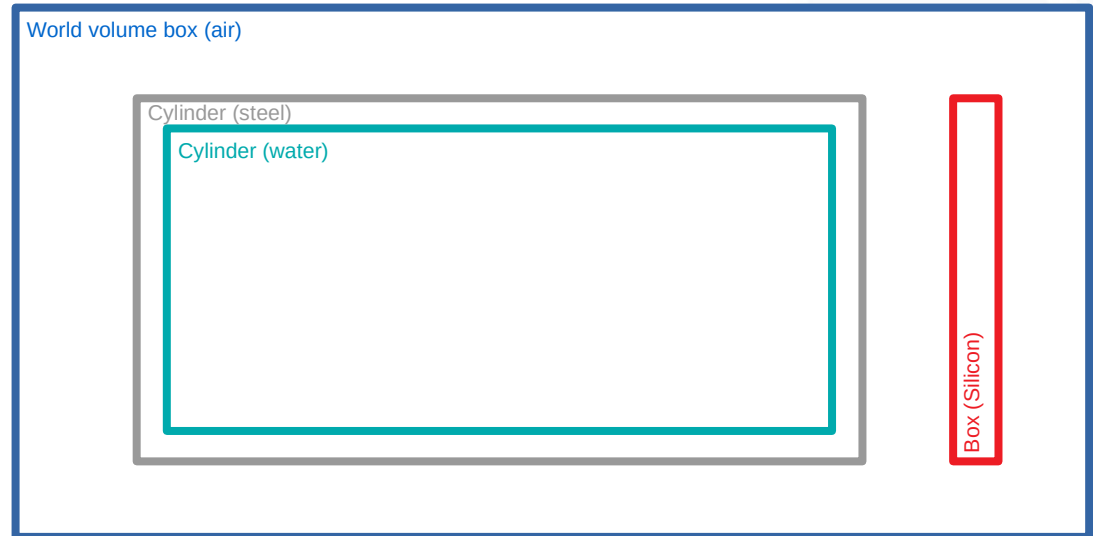 World volume box (air)
Cylinder (steel)
Cylinder (water)
Box (Silicon)